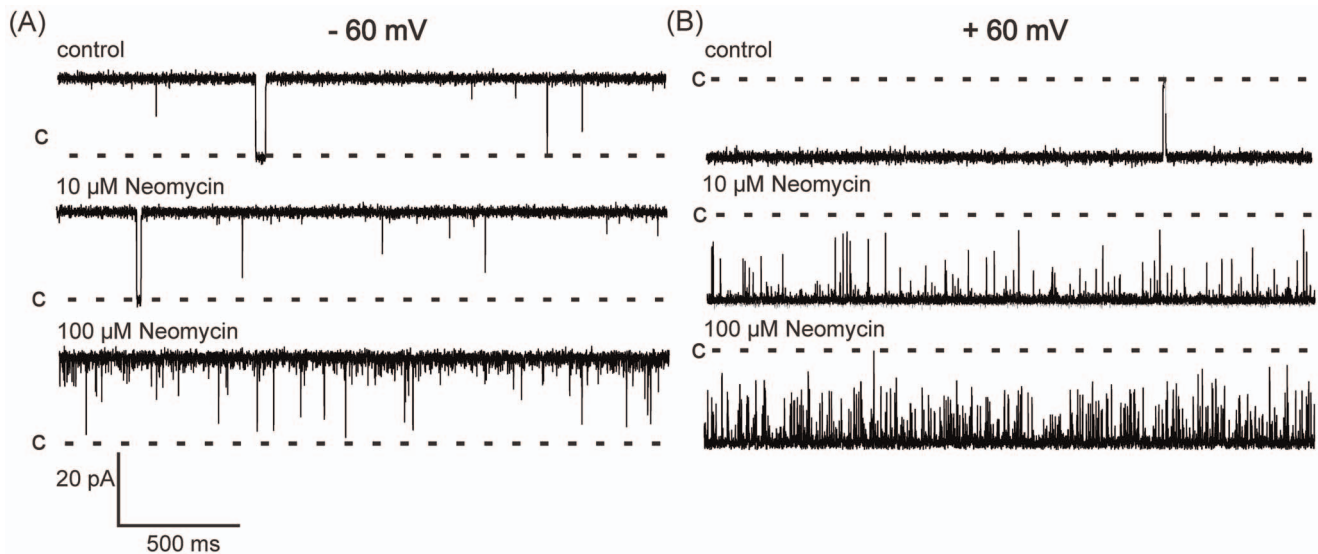 (A)
- 60 mV
control
C
10 µM Neomycin
C
100 µM Neomycin
C
20 pA
500 ms
(B)
+ 60 mV
control
C
10 µM Neomycin
C
100 µM Neomycin
C